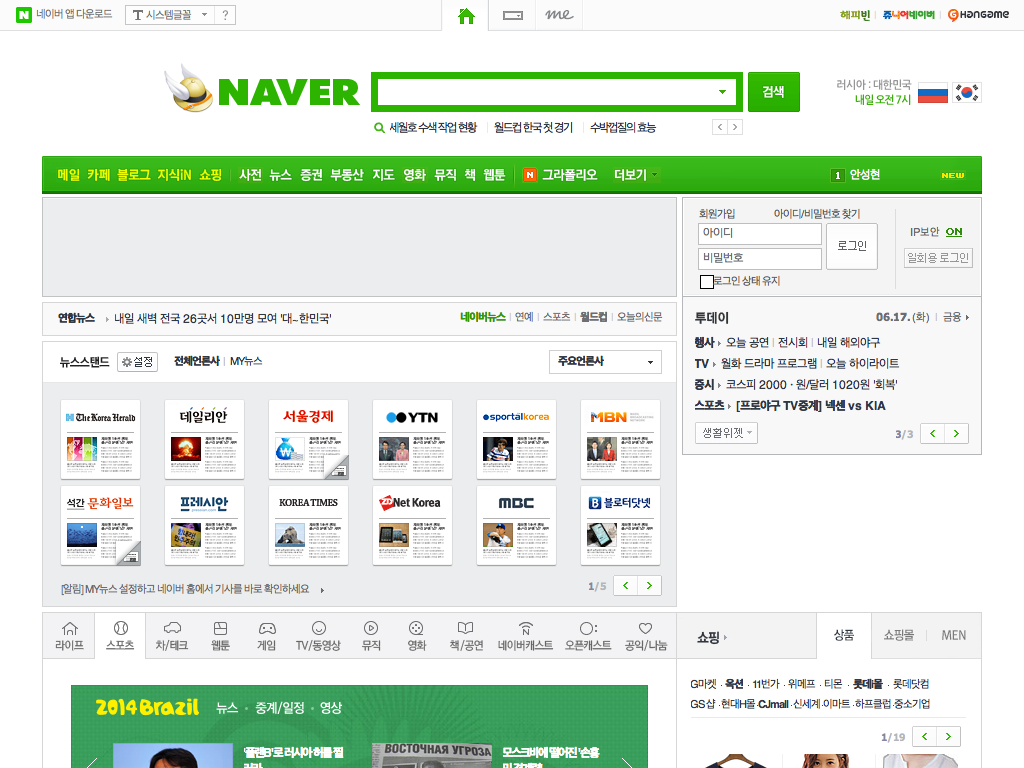 네이버 앱 다운로드
시스템글꼴
?
me
해피빈 쥬니어네이버 Hangame
NAVER
검색
러시아 : 대한민국
내일 오전 7시
세월호 수색 작업 현황 월드컵 한국 첫 경기 수박껍질의 효능
메일 카페 블로그 지식iN 쇼핑 사전 뉴스 증권 부동산 지도 영화 뮤직 책 웹툰 N 그라폴리오 더보기 1 안성현 NEW
회원가입 아이디/비밀번호 찾기
아이디
비밀번호
로그인
로그인 상태 유지
IP보안 ON
일회용 로그인
연합뉴스 내일 새벽 전국 26곳서 10만명 모여 '대~한민국'
네이버뉴스 연예 스포츠 월드컵 오늘의신문
뉴스스탠드 설정 전체언론사 MY뉴스 주요언론사
The Korea Herald 데일리안 서울경제 YTN sportalkorea MBN
석간 문화일보 프레시안 KOREA TIMES ZDNet Korea MBC 블로터닷넷
[알림] MY뉴스 설정하고 네이버 홈에서 기사를 바로 확인하세요
1/5
투데이 06.17.(화) 금융
행사 오늘 공연 전시회 내일 해외야구
TV 월화 드라마 프로그램 오늘 하이라이트
증시 코스피 2000 · 원/달러 1020원 '회복'
스포츠 [프로야구 TV중계] 넥센 vs KIA
생활위젯
3/3
라이프 스포츠 차/테크 웹툰 게임 TV/동영상 뮤직 영화 책/공연 네이버캐스트 오픈캐스트 공익/나눔
쇼핑 상품 쇼핑몰 MEN
2014 Brazil 뉴스 · 중계/일정 · 영상
'플랜B'로 러시아 허를 찔
ВОСТОЧНАЯ УГРОЗА
모스크바에 떨어진 '손흥
G마켓 · 옥션 · 11번가 · 위메프 · 티몬 · 롯데몰 · 롯데닷컴
GS샵 · 현대H몰 · CJmall · 신세계 · 이마트 · 하프클럽 · 중소기업
1/19